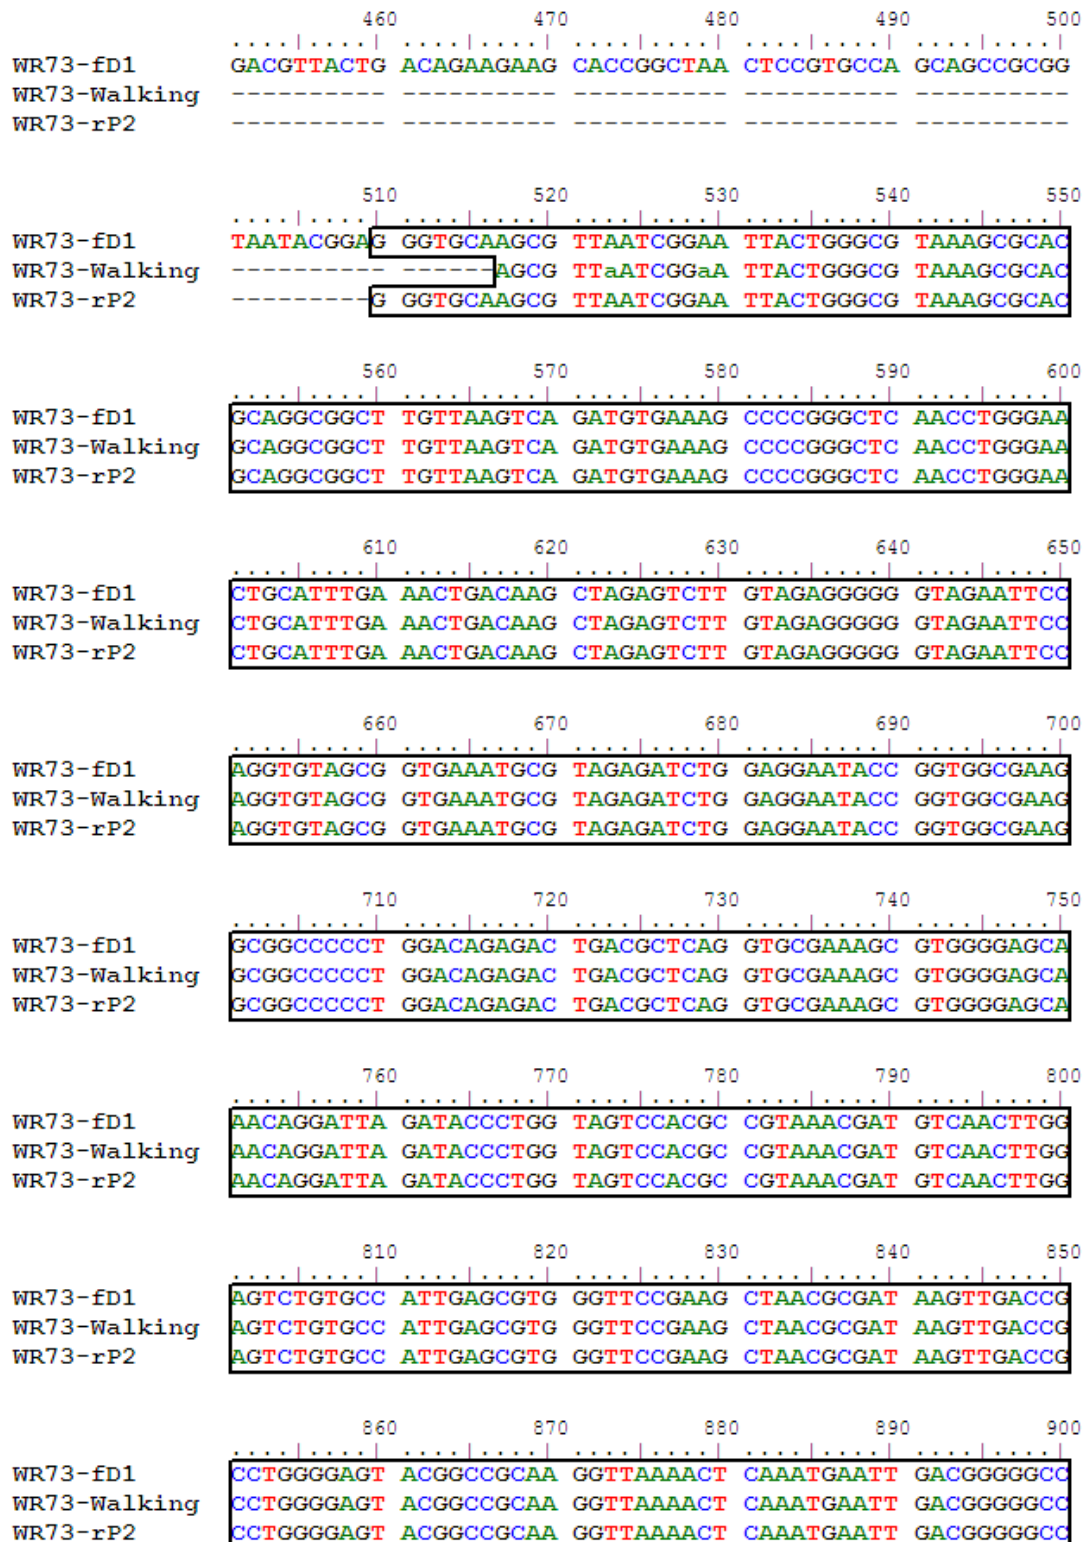 460 470 480 490 500
....|....| ....|....| ....|....| ....|....| ....|....|
WR73-fD1 GACGTTACTG ACAGAAGAAG CACCGGCTAA CTCCGTGCCA GCAGCCGCGG
WR73-Walking ---------- ---------- ---------- ---------- ----------
WR73-rP2 ---------- ---------- ---------- ---------- ----------
510 520 530 540 550
....|....| ....|....| ....|....| ....|....| ....|....|
WR73-fD1 TAATACGGAG GGTGCAAGCG TTAATCGGAA TTACTGGGCG TAAAGCGCAC
WR73-Walking ---------- ------AGCG TTaATCGGaA TTACTGGGCG TAAAGCGCAC
WR73-rP2 ---------G GGTGCAAGCG TTAATCGGAA TTACTGGGCG TAAAGCGCAC
560 570 580 590 600
....|....| ....|....| ....|....| ....|....| ....|....|
WR73-fD1 GCAGGCGGCT TGTTAAGTCA GATGTGAAAG CCCCGGGCTC AACCTGGGAA
WR73-Walking GCAGGCGGCT TGTTAAGTCA GATGTGAAAG CCCCGGGCTC AACCTGGGAA
WR73-rP2 GCAGGCGGCT TGTTAAGTCA GATGTGAAAG CCCCGGGCTC AACCTGGGAA
610 620 630 640 650
....|....| ....|....| ....|....| ....|....| ....|....|
WR73-fD1 CTGCATTTGA AACTGACAAG CTAGAGTCTT GTAGAGGGGG GTAGAATTCC
WR73-Walking CTGCATTTGA AACTGACAAG CTAGAGTCTT GTAGAGGGGG GTAGAATTCC
WR73-rP2 CTGCATTTGA AACTGACAAG CTAGAGTCTT GTAGAGGGGG GTAGAATTCC
660 670 680 690 700
....|....| ....|....| ....|....| ....|....| ....|....|
WR73-fD1 AGGTGTAGCG GTGAAATGCG TAGAGATCTG GAGGAATACC GGTGGCGAAG
WR73-Walking AGGTGTAGCG GTGAAATGCG TAGAGATCTG GAGGAATACC GGTGGCGAAG
WR73-rP2 AGGTGTAGCG GTGAAATGCG TAGAGATCTG GAGGAATACC GGTGGCGAAG
710 720 730 740 750
....|....| ....|....| ....|....| ....|....| ....|....|
WR73-fD1 GCGGCCCCCT GGACAGAGAC TGACGCTCAG GTGCGAAAGC GTGGGGAGCA
WR73-Walking GCGGCCCCCT GGACAGAGAC TGACGCTCAG GTGCGAAAGC GTGGGGAGCA
WR73-rP2 GCGGCCCCCT GGACAGAGAC TGACGCTCAG GTGCGAAAGC GTGGGGAGCA
760 770 780 790 800
....|....| ....|....| ....|....| ....|....| ....|....|
WR73-fD1 AACAGGATTA GATACCCTGG TAGTCCACGC CGTAAACGAT GTCAACTTGG
WR73-Walking AACAGGATTA GATACCCTGG TAGTCCACGC CGTAAACGAT GTCAACTTGG
WR73-rP2 AACAGGATTA GATACCCTGG TAGTCCACGC CGTAAACGAT GTCAACTTGG
810 820 830 840 850
....|....| ....|....| ....|....| ....|....| ....|....|
WR73-fD1 AGTCTGTGCC ATTGAGCGTG GGTTCCGAAG CTAACGCGAT AAGTTGACCG
WR73-Walking AGTCTGTGCC ATTGAGCGTG GGTTCCGAAG CTAACGCGAT AAGTTGACCG
WR73-rP2 AGTCTGTGCC ATTGAGCGTG GGTTCCGAAG CTAACGCGAT AAGTTGACCG
860 870 880 890 900
....|....| ....|....| ....|....| ....|....| ....|....|
WR73-fD1 CCTGGGGAGT ACGGCCGCAA GGTTAAAACT CAAATGAATT GACGGGGGCC
WR73-Walking CCTGGGGAGT ACGGCCGCAA GGTTAAAACT CAAATGAATT GACGGGGGCC
WR73-rP2 CCTGGGGAGT ACGGCCGCAA GGTTAAAACT CAAATGAATT GACGGGGGCC